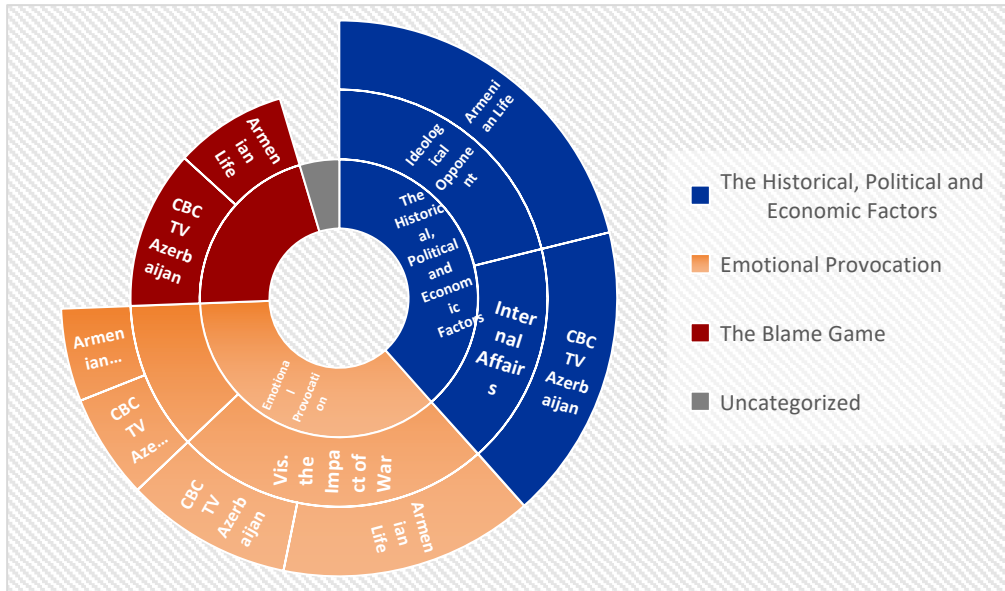 Armeni
an Life
Ideolog
ical
Oppone
nt
The
Historic
al,
Political
and
Econom
ic
Factors
Inter
nal
Affair
s
CBC
TV
Azerb
aijan
Emotiona
l
Provocati
on
Vis.
the
Impa
ct of
War
Armen
ian
Life
CBC
TV
Azerb
aijan
CBC
TV
Aze...
Armen
ian...
CBC
TV
Azerb
aijan
Armen
ian
Life
The Historical, Political and
Economic Factors
Emotional Provocation
The Blame Game
Uncategorized